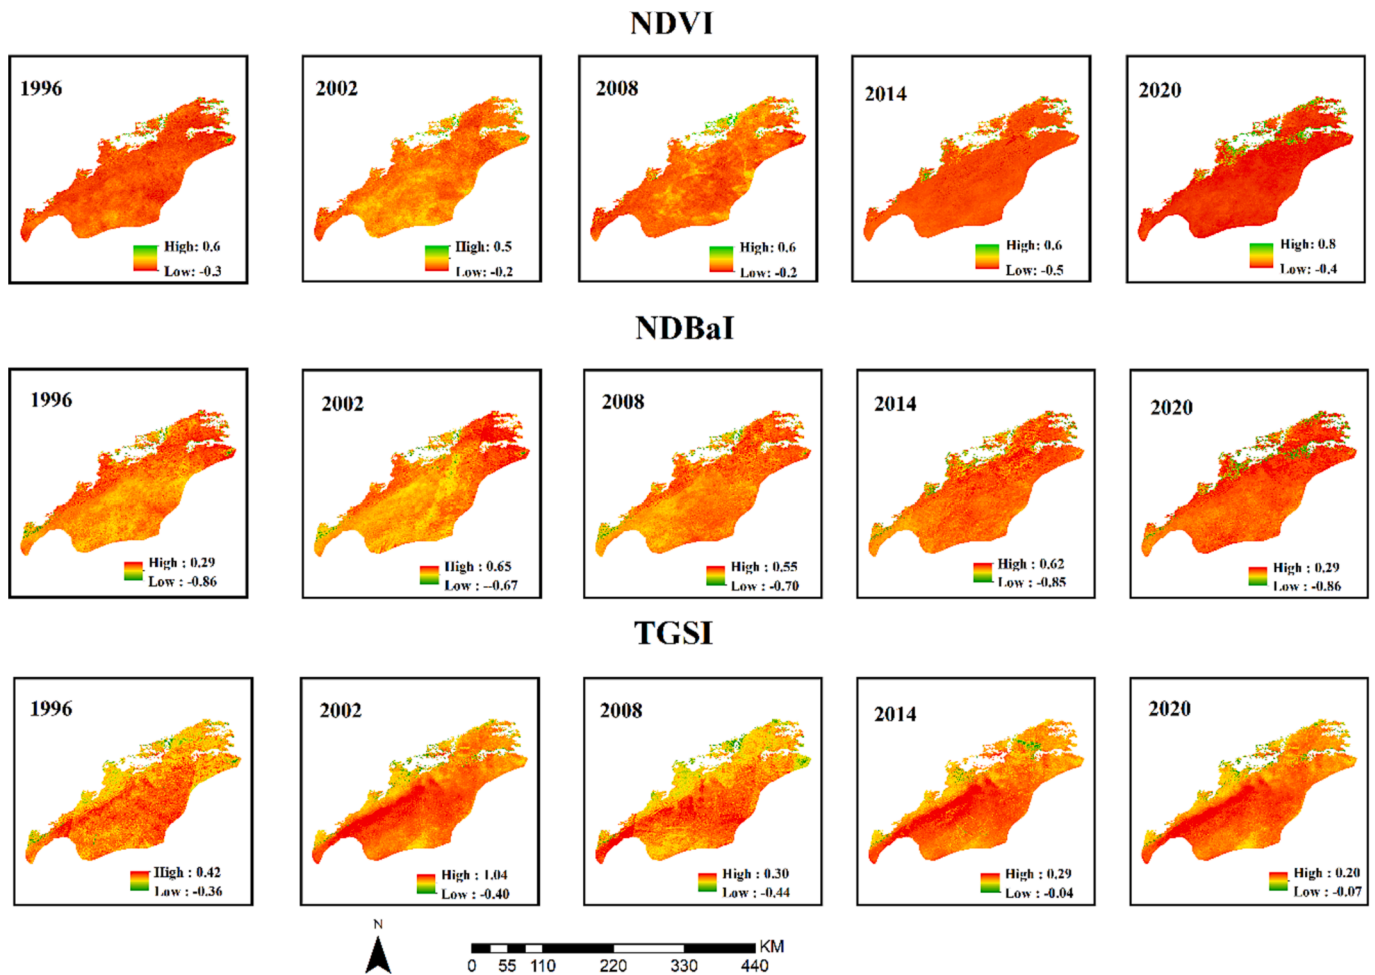 NDVI
1996
High: 0.6
Low: -0.3
2002
High: 0.5
Low: -0.2
2008
High: 0.6
Low: -0.2
2014
High: 0.6
Low: -0.5
2020
High: 0.8
Low: -0.4
NDBaI
1996
High : 0.29
Low : -0.86
2002
High : 0.65
Low : --0.67
2008
High : 0.55
Low : -0.70
2014
High : 0.62
Low : -0.85
2020
High : 0.29
Low : -0.86
TGSI
1996
High : 0.42
Low : -0.36
2002
High : 1.04
Low : -0.40
2008
High : 0.30
Low : -0.44
2014
High : 0.29
Low : -0.04
2020
High : 0.20
Low : -0.07
N
KM
0 55 110 220 330 440